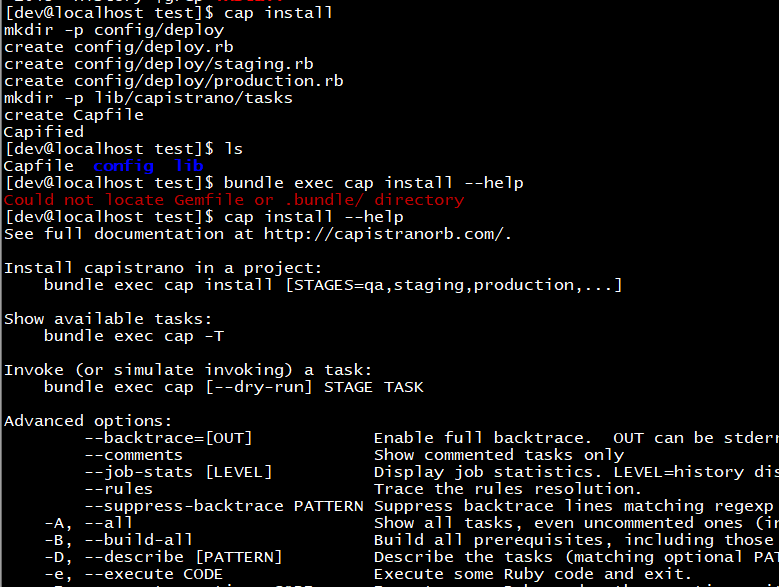 [dev@localhost test]$ cap install
mkdir -p config/deploy
create config/deploy.rb
create config/deploy/staging.rb
create config/deploy/production.rb
mkdir -p lib/capistrano/tasks
create Capfile
Capified
[dev@localhost test]$ ls
Capfile  config  lib
[dev@localhost test]$ bundle exec cap install --help
Could not locate Gemfile or .bundle/ directory
[dev@localhost test]$ cap install --help
See full documentation at http://capistranorb.com/.

Install capistrano in a project:
    bundle exec cap install [STAGES=qa,staging,production,...]

Show available tasks:
    bundle exec cap -T

Invoke (or simulate invoking) a task:
    bundle exec cap [--dry-run] STAGE TASK

Advanced options:
        --backtrace=[OUT]            Enable full backtrace.  OUT can be stderr
        --comments                   Show commented tasks only
        --job-stats [LEVEL]          Display job statistics. LEVEL=history dis
        --rules                      Trace the rules resolution.
        --suppress-backtrace PATTERN Suppress backtrace lines matching regexp
    -A, --all                        Show all tasks, even uncommented ones (in
    -B, --build-all                  Build all prerequisites, including those
    -D, --describe [PATTERN]         Describe the tasks (matching optional PAT
    -e, --execute CODE               Execute some Ruby code and exit.